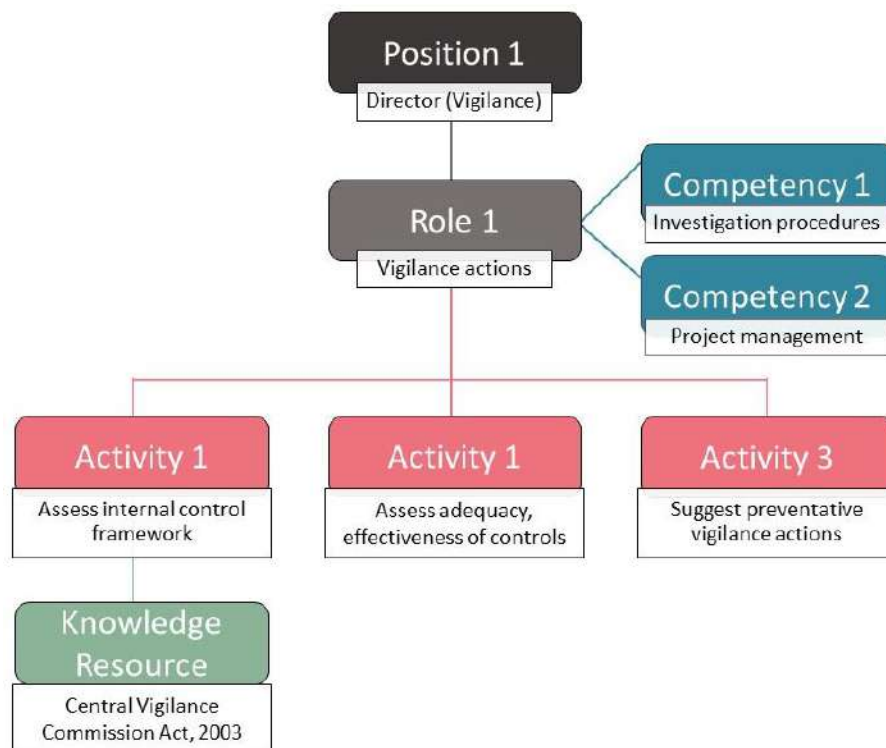 Position 1
Director (Vigilance)
Role 1
Vigilance actions
Competency 1
Investigation procedures
Competency 2
Project management
Activity 1
Assess internal control
framework
Activity 1
Assess adequacy,
effectiveness of controls
Activity 3
Suggest preventative
vigilance actions
Knowledge
Resource
Central Vigilance
Commission Act, 2003